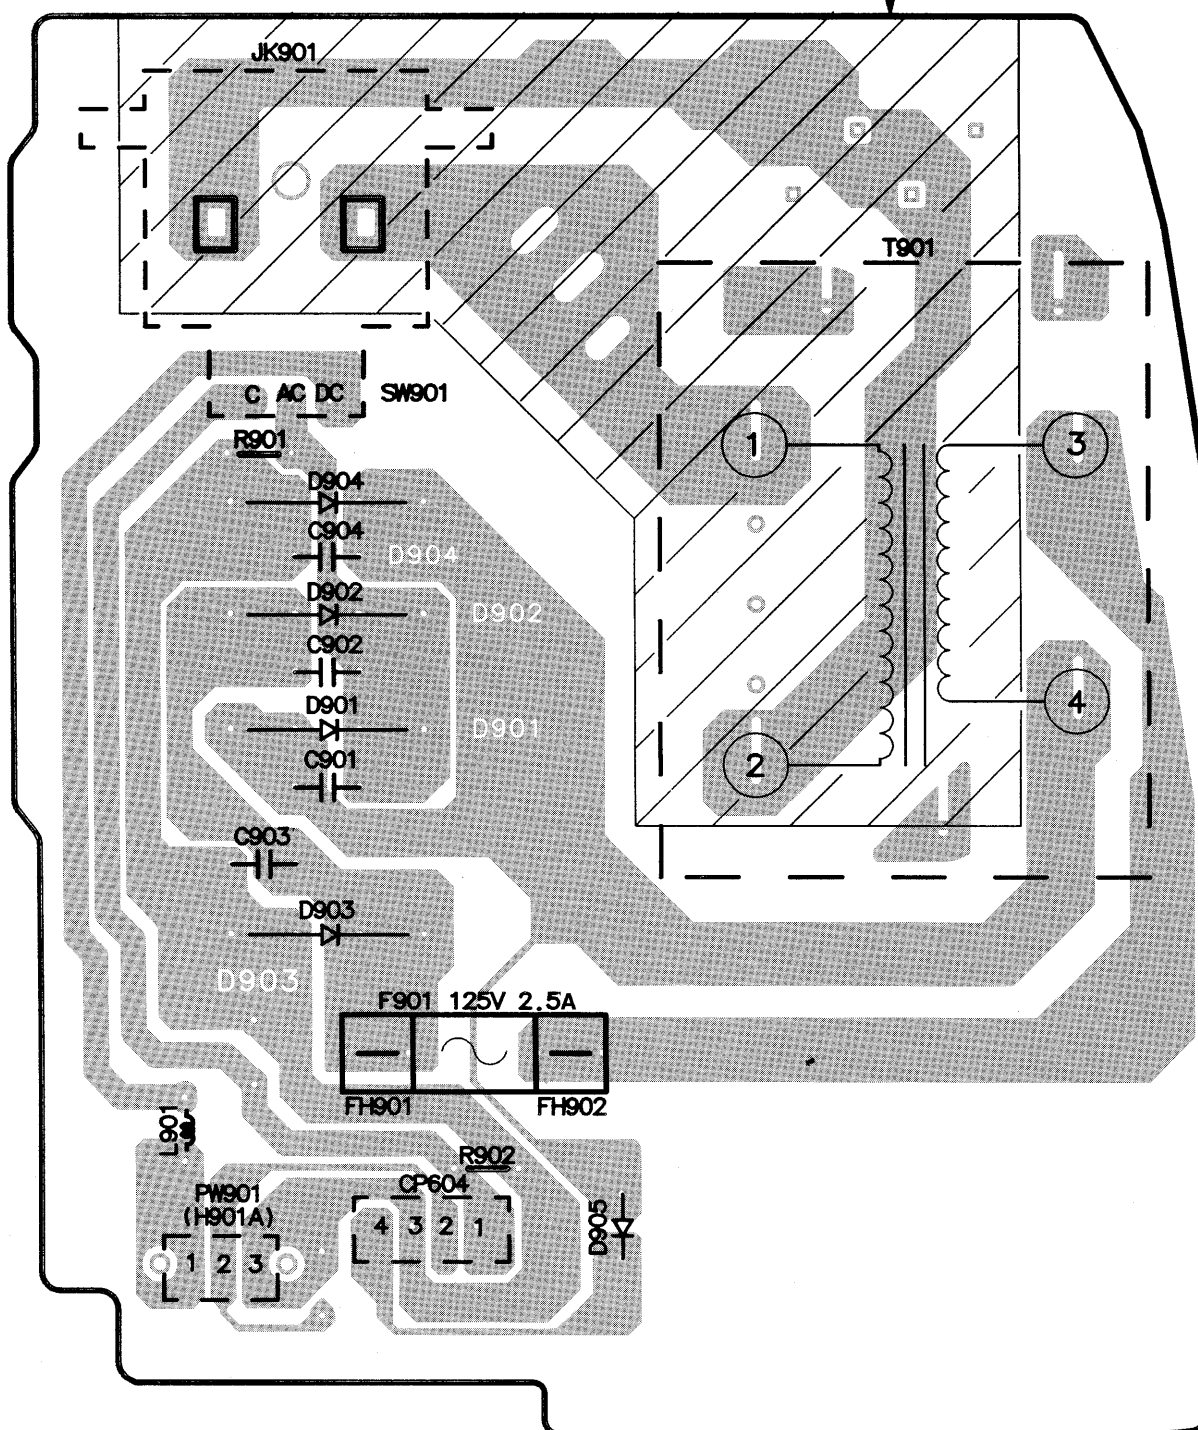 JK901
T901
C AC DC SW901
R901
1
3
D904
C904
D904
D902
D902
C902
4
D901
D901
C901
2
C903
D903
D903
F901 125V 2.5A
FH901
FH902
L901
R902
CP604
PW901
(H901A)
4 3 2 1
D905
1 2 3